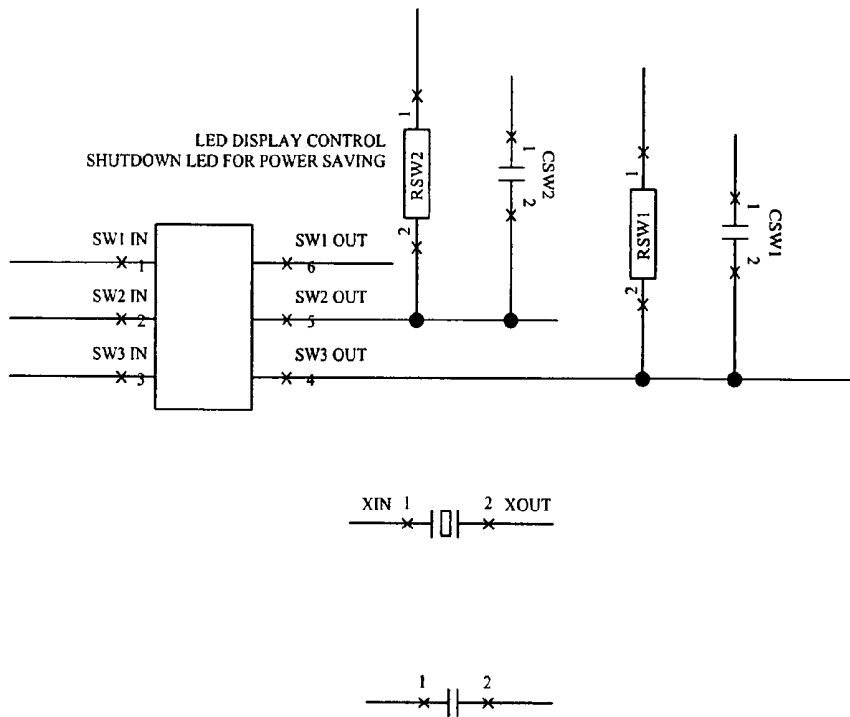 LED DISPLAY CONTROL
SHUTDOWN LED FOR POWER SAVING
1
RSW2
2
1
CSW2
2
1
RSW1
2
1
CSW1
2
SW1 IN
1
SW1 OUT
6
SW2 IN
2
SW2 OUT
5
SW3 IN
3
SW3 OUT
4
XIN 1 2 XOUT
1 2